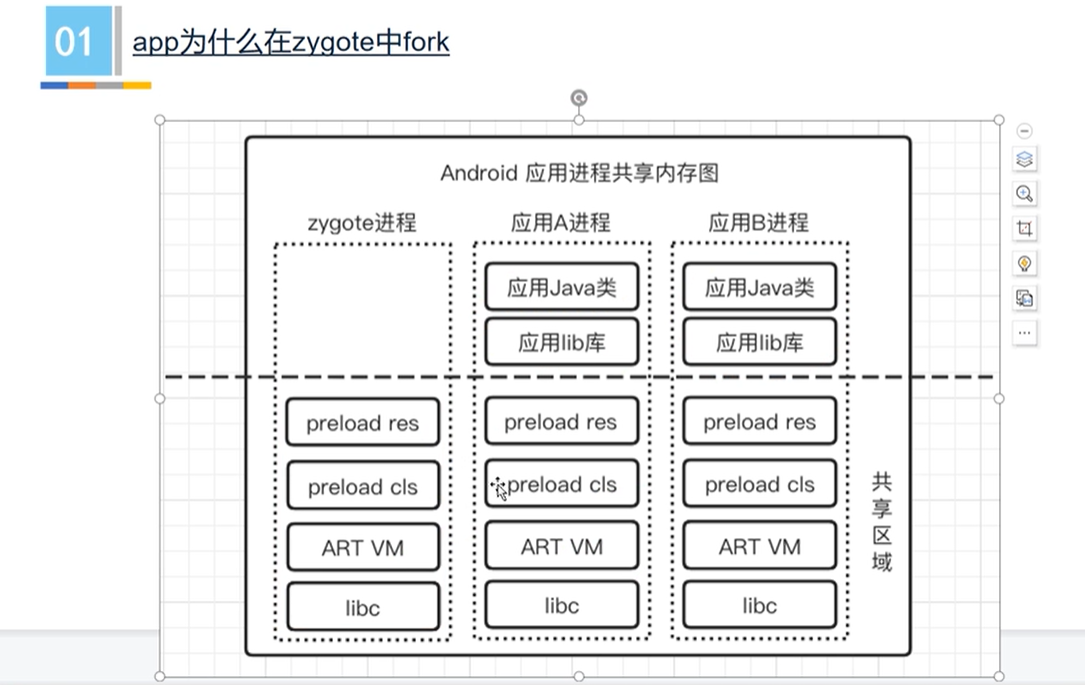 01
app为什么在zygote中fork
Android 应用进程共享内存图
zygote进程
应用A进程
应用B进程
应用Java类
应用Java类
应用lib库
应用lib库
preload res
preload res
preload res
preload cls
preload cls
preload cls
ART VM
ART VM
ART VM
libc
libc
libc
共享区域